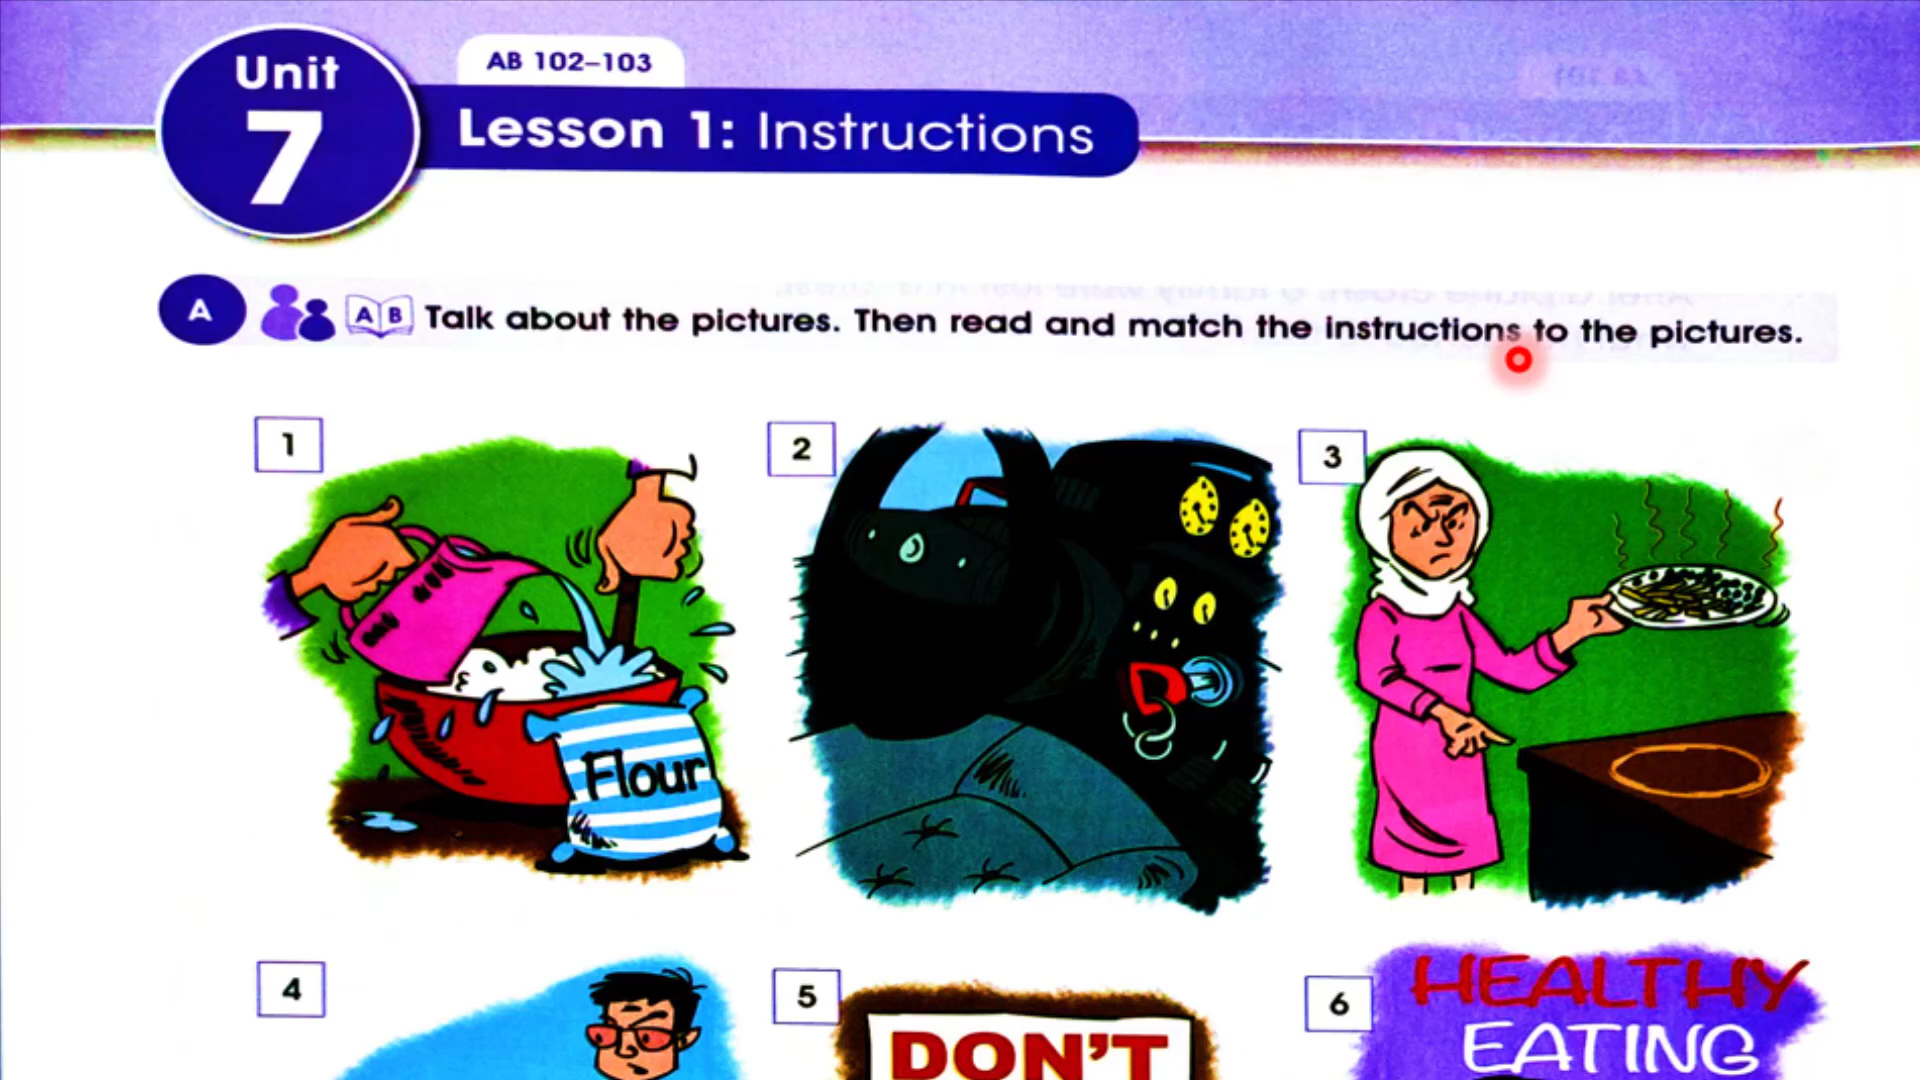 Unit
7
AB 102–103
Lesson 1: Instructions
A
AB Talk about the pictures. Then read and match the instructions to the pictures.
1
2
3
Flour
4
5
6
DON'T
HEALTHY
EATING